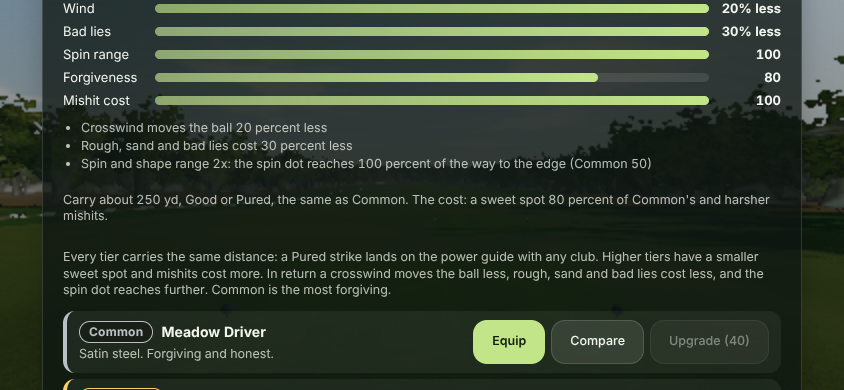 Wind 20% less
Bad lies 30% less
Spin range 100
Forgiveness 80
Mishit cost 100
• Crosswind moves the ball 20 percent less
• Rough, sand and bad lies cost 30 percent less
• Spin and shape range 2x: the spin dot reaches 100 percent of the way to the edge (Common 50)
Carry about 250 yd, Good or Pured, the same as Common. The cost: a sweet spot 80 percent of Common's and harsher
mishits.
Every tier carries the same distance: a Pured strike lands on the power guide with any club. Higher tiers have a smaller
sweet spot and mishits cost more. In return a crosswind moves the ball less, rough, sand and bad lies cost less, and the
spin dot reaches further. Common is the most forgiving.
Common Meadow Driver
Satin steel. Forgiving and honest.
Equip Compare Upgrade (40)